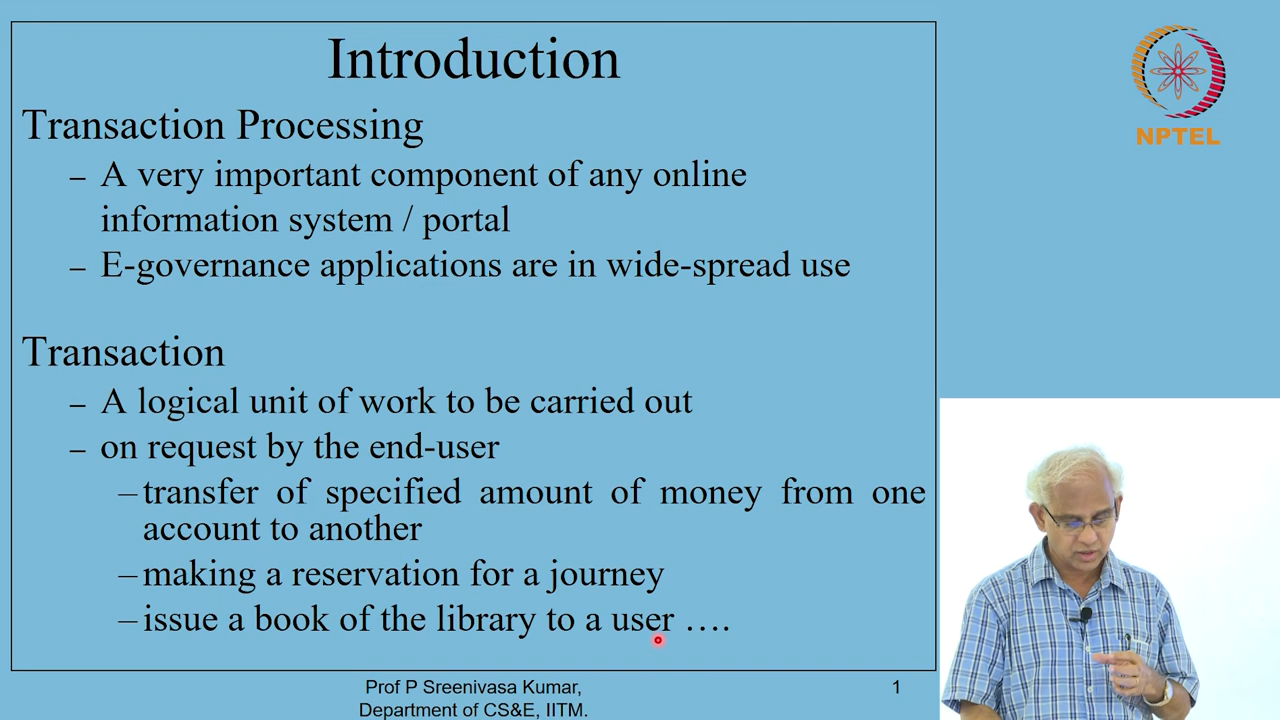 Introduction
Transaction Processing
– A very important component of any online
information system / portal
– E-governance applications are in wide-spread use
Transaction
– A logical unit of work to be carried out
– on request by the end-user
– transfer of specified amount of money from one
account to another
– making a reservation for a journey
– issue a book of the library to a user ….
Prof P Sreenivasa Kumar,
Department of CS&E, IITM.
1
NPTEL